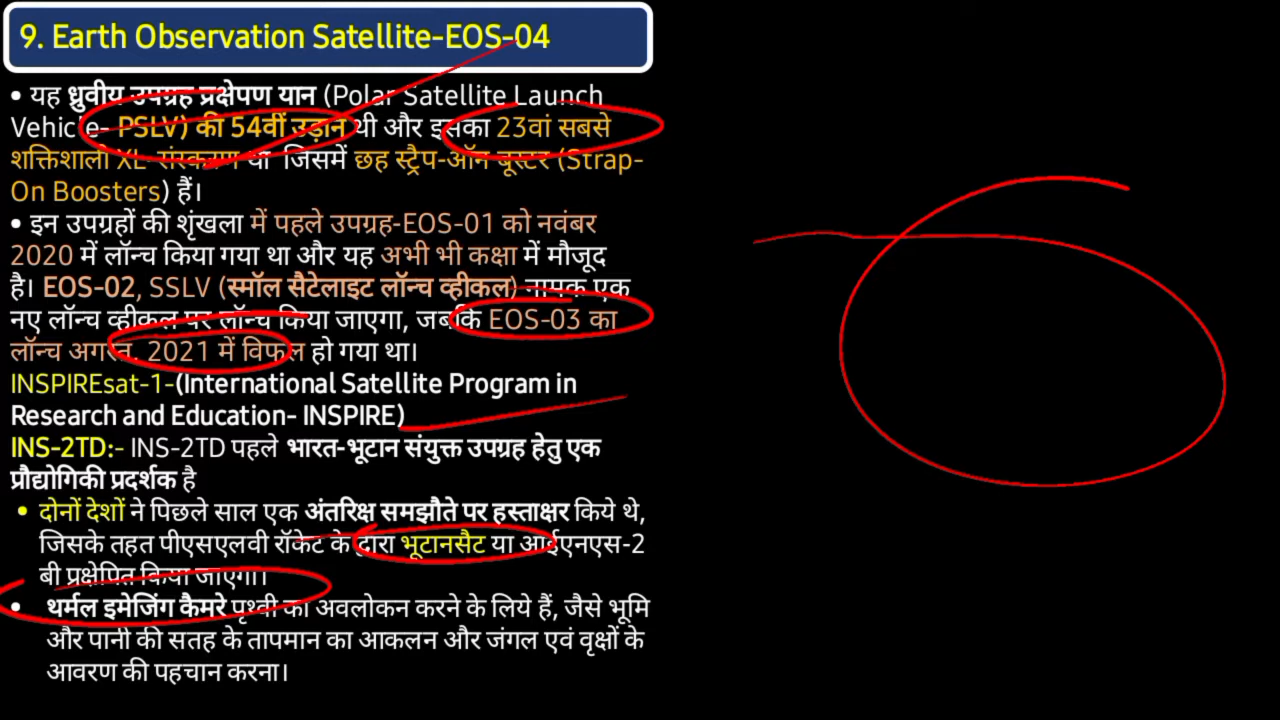 9. Earth Observation Satellite-EOS-04
• यह ध्रुवीय उपग्रह प्रक्षेपण यान (Polar Satellite Launch
Vehicle- PSLV) की 54वीं उड़ान थी और इसका 23वां सबसे
शक्तिशाली XL-संस्करण था जिसमें छह स्ट्रैप-ऑन बूस्टर (Strap-
On Boosters) हैं।
• इन उपग्रहों की शृंखला में पहले उपग्रह-EOS-01 को नवंबर
2020 में लॉन्च किया गया था और यह अभी भी कक्षा में मौजूद
है। EOS-02, SSLV (स्मॉल सैटेलाइट लॉन्च व्हीकल) नामक एक
नए लॉन्च व्हीकल पर लॉन्च किया जाएगा, जबकि EOS-03 का
लॉन्च अगस्त, 2021 में विफल हो गया था।
INSPIREsat-1-(International Satellite Program in
Research and Education- INSPIRE)
INS-2TD:- INS-2TD पहले भारत-भूटान संयुक्त उपग्रह हेतु एक
प्रौद्योगिकी प्रदर्शक है
• दोनों देशों ने पिछले साल एक अंतरिक्ष समझौते पर हस्ताक्षर किये थे,
जिसके तहत पीएसएलवी रॉकेट के द्वारा भूटानसैट या आईएनएस-2
बी प्रक्षेपित किया जाएगा।
• थर्मल इमेजिंग कैमरे पृथ्वी का अवलोकन करने के लिये हैं, जैसे भूमि
और पानी की सतह के तापमान का आकलन और जंगल एवं वृक्षों के
आवरण की पहचान करना।